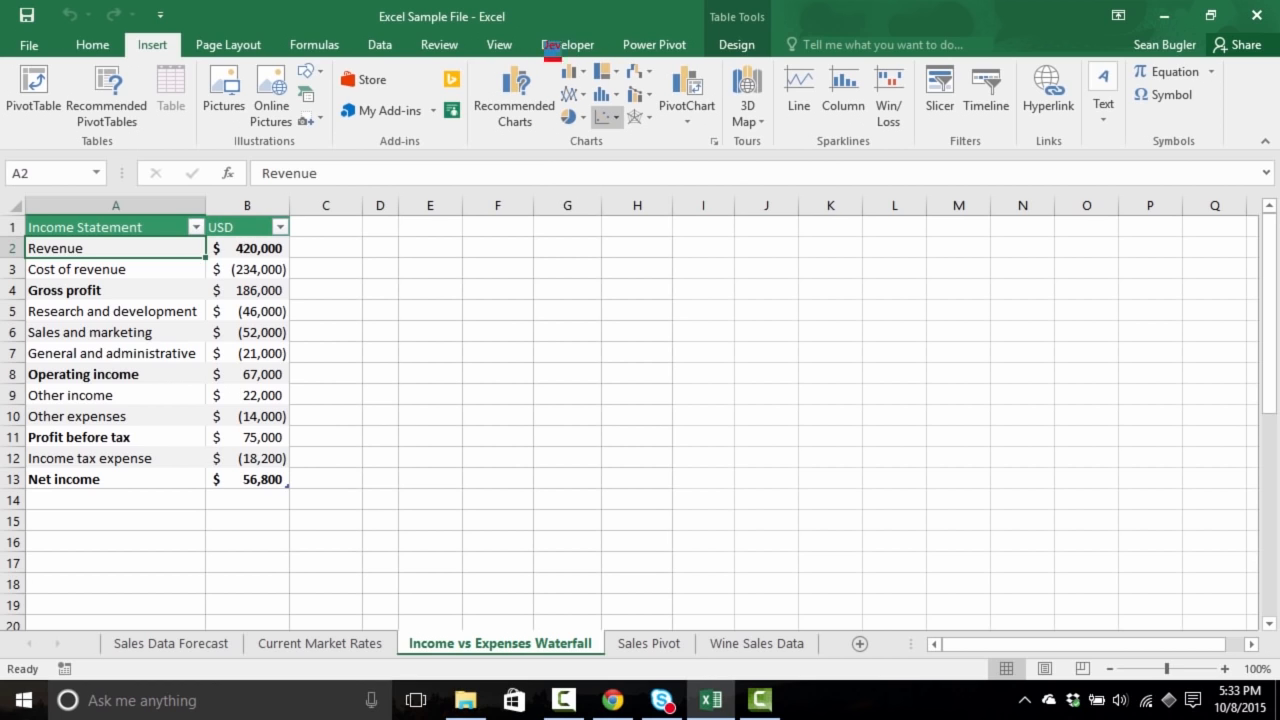 Excel Sample File - Excel
Table Tools
File Home Insert Page Layout Formulas Data Review View Developer Power Pivot Design Tell me what you want to do... Sean Bugler Share
PivotTable Recommended PivotTables Table
Tables
Pictures Online Pictures
Illustrations
Store
My Add-ins
Add-ins
Recommended Charts
PivotChart
Charts
3D Map
Tours
Line Column Win/Loss
Sparklines
Slicer Timeline
Filters
Hyperlink
Links
A
Text
π Equation
Ω Symbol
Symbols
A2 fx Revenue
A B C D E F G H I J K L M N O P Q
1 Income Statement USD
2 Revenue $ 420,000
3 Cost of revenue $ (234,000)
4 Gross profit $ 186,000
5 Research and development $ (46,000)
6 Sales and marketing $ (52,000)
7 General and administrative $ (21,000)
8 Operating income $ 67,000
9 Other income $ 22,000
10 Other expenses $ (14,000)
11 Profit before tax $ 75,000
12 Income tax expense $ (18,200)
13 Net income $ 56,800
14
15
16
17
18
19
20
Sales Data Forecast Current Market Rates Income vs Expenses Waterfall Sales Pivot Wine Sales Data
Ready 100%
Ask me anything
5:33 PM
10/8/2015